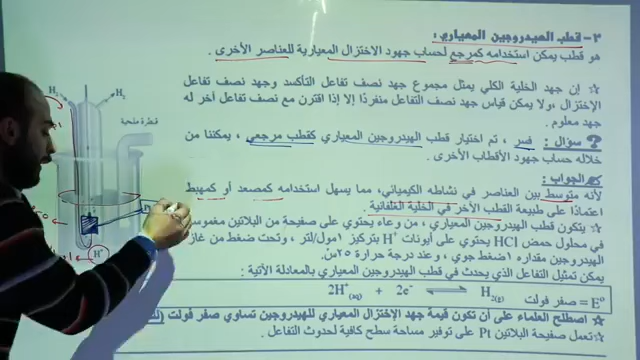 ٣- قطب الهيدروجين المعياري :
هو قطب يمكن استخدامه كمرجع لحساب جهود الاختزال المعيارية للعناصر الأخرى .
☆ إن جهد الخلية الكلي يمثل مجموع جهد نصف تفاعل التأكسد وجهد نصف تفاعل
الإختزال ،ولا يمكن قياس جهد نصف التفاعل منفردًا إلا إذا اقترن مع نصف تفاعل آخر له
جهد معلوم .
؟ سؤال : فسر ، تم اختيار قطب الهيدروجين المعياري كقطب مرجعي ، يمكننا من
خلاله حساب جهود الأقطاب الأخرى .
الجواب :
لأنه متوسط بين العناصر في نشاطه الكيميائي، مما يسهل استخدامه كمصعد أو كمهبط
اعتمادًا على طبيعة القطب الآخر في الخلية الغلفانية
☆ يتكون قطب الهيدروجين المعياري ، من وعاء يحتوي على صفيحة من البلاتين مغموسة
في محلول حمض HCl يحتوي على أيونات H⁺ بتركيز ١مول/لتر ، وتحت ضغط من غاز
الهيدروجين مقداره ١ضغط جوي ، وعند درجة حرارة ٢٥س.
يمكن تمثيل التفاعل الذي يحدث في قطب الهيدروجين المعياري بالمعادلة الآتية :
2H⁺(aq) + 2e⁻ ⇌ H₂(g) E° = صفر فولت
☆ اصطلح العلماء على أن تكون قيمة جهد الإختزال المعياري للهيدروجين تساوي صفر فولت
☆ تعمل صفيحة البلاتين Pt على توفير مساحة سطح كافية لحدوث التفاعل .
H₂
H₂
قنطرة ملحية
H⁺